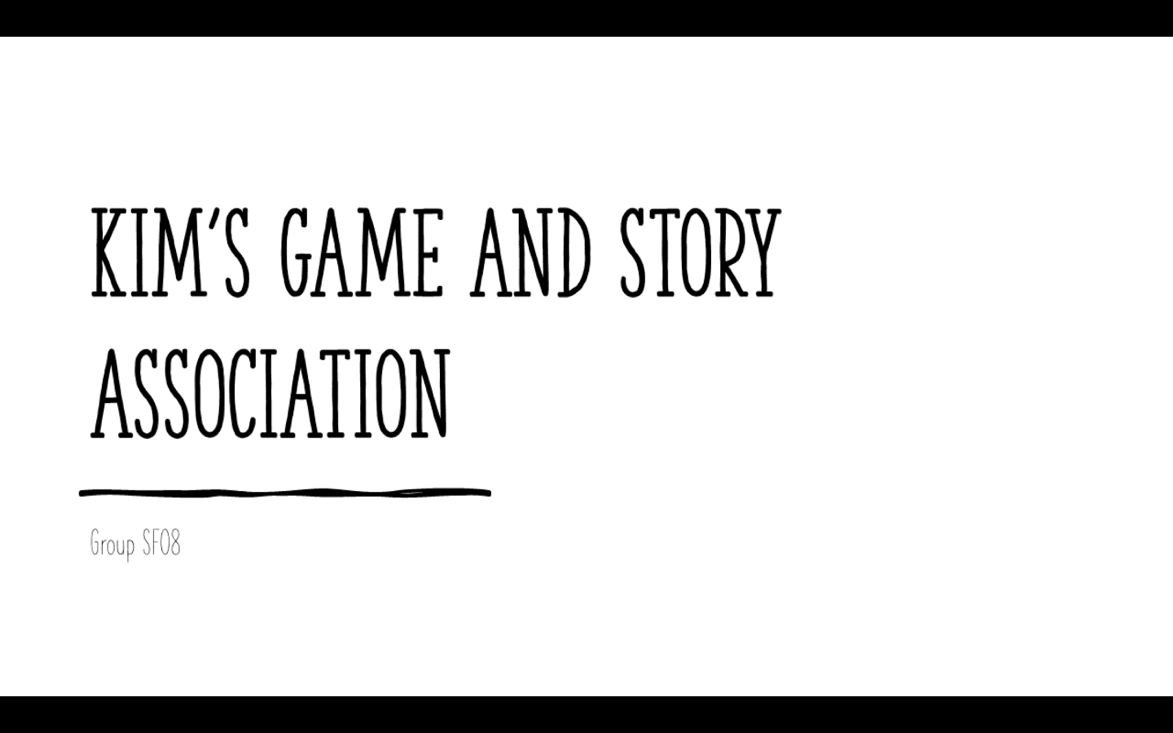 KIM'S GAME AND STORY
ASSOCIATION
Group SF08